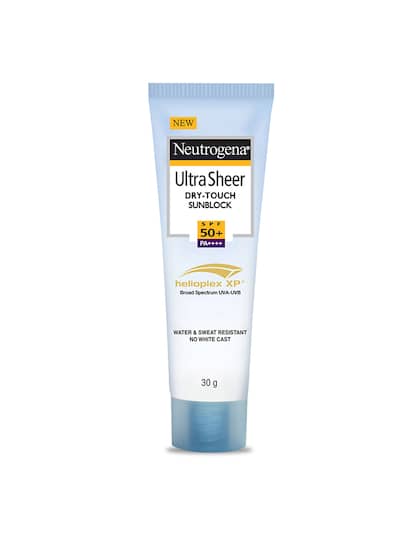 NEW
Neutrogena®
Ultra Sheer
DRY-TOUCH
SUNBLOCK
SPF
50+
PA++++
helioplex XP®
Broad Spectrum UVA-UVB
WATER & SWEAT RESISTANT
NO WHITE CAST
30 g